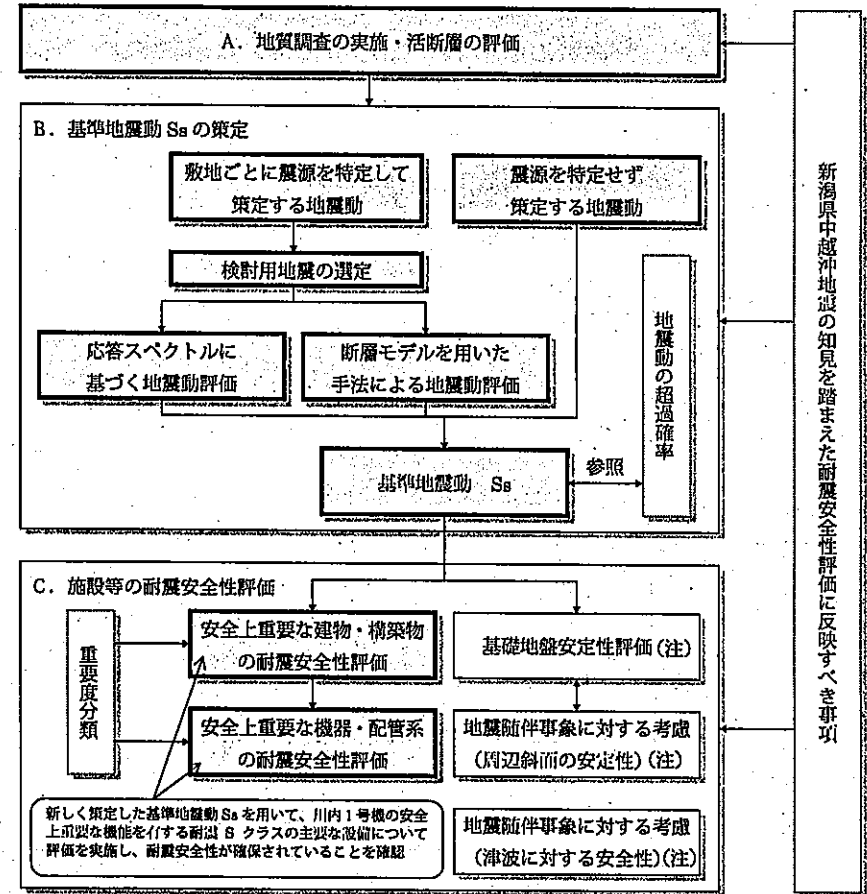 A．地質調査の実施・活断層の評価
B．基準地震動 Ss の策定
敷地ごとに震源を特定して
策定する地震動
震源を特定せず
策定する地震動
検討用地震の選定
応答スペクトルに
基づく地震動評価
断層モデルを用いた
手法による地震動評価
地震動の超過確率
基準地震動　Ss
参照
C．施設等の耐震安全性評価
重要度分類
安全上重要な建物・構築物
の耐震安全性評価
基礎地盤安定性評価(注)
安全上重要な機器・配管系
の耐震安全性評価
地震随伴事象に対する考慮
(周辺斜面の安定性)(注)
新しく策定した基準地震動 Ss を用いて、川内１号機の安全
上重要な機能を有する耐震 S クラスの主要な設備について
評価を実施し、耐震安全性が確保されていることを確認
地震随伴事象に対する考慮
(津波に対する安全性)(注)
新潟県中越沖地震の知見を踏まえた耐震安全性評価に反映すべき事項